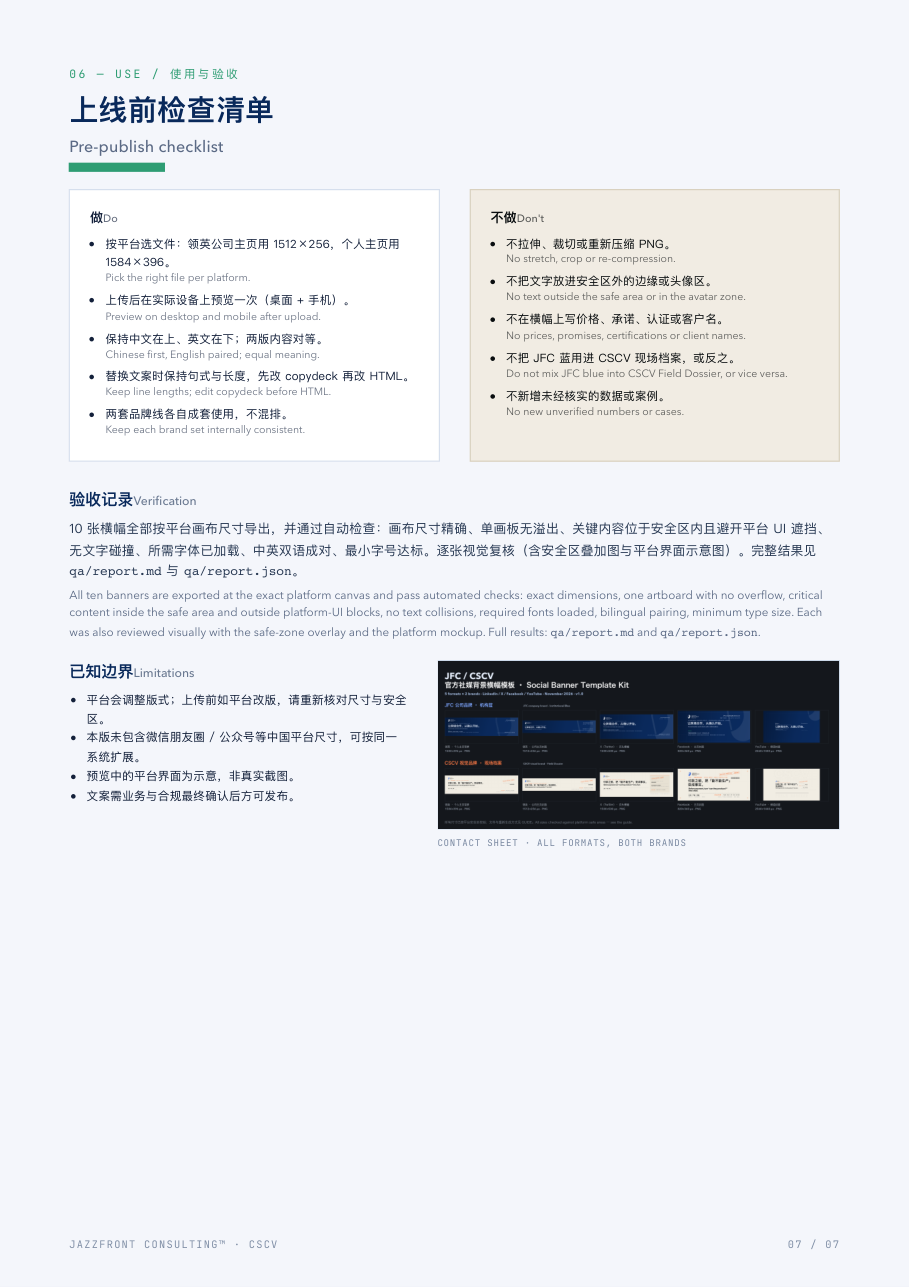 06 — USE / 使用与验收
上线前检查清单
Pre-publish checklist
做Do
按平台选文件：领英公司主页用 1512×256，个人主页用
1584×396。
Pick the right file per platform.
上传后在实际设备上预览一次（桌面 + 手机）。
Preview on desktop and mobile after upload.
保持中文在上、英文在下；两版内容对等。
Chinese first, English paired; equal meaning.
替换文案时保持句式与长度，先改 copydeck 再改 HTML。
Keep line lengths; edit copydeck before HTML.
两套品牌线各自成套使用，不混排。
Keep each brand set internally consistent.
不做Don't
不拉伸、裁切或重新压缩 PNG。
No stretch, crop or re-compression.
不把文字放进安全区外的边缘或头像区。
No text outside the safe area or in the avatar zone.
不在横幅上写价格、承诺、认证或客户名。
No prices, promises, certifications or client names.
不把 JFC 蓝用进 CSCV 现场档案，或反之。
Do not mix JFC blue into CSCV Field Dossier, or vice versa.
不新增未经核实的数据或案例。
No new unverified numbers or cases.
验收记录Verification
10 张横幅全部按平台画布尺寸导出，并通过自动检查：画布尺寸精确、单画板无溢出、关键内容位于安全区内且避开平台 UI 遮挡、
无文字碰撞、所需字体已加载、中英双语成对、最小字号达标。逐张视觉复核（含安全区叠加图与平台界面示意图）。完整结果见
qa/report.md 与 qa/report.json。
All ten banners are exported at the exact platform canvas and pass automated checks: exact dimensions, one artboard with no overflow, critical
content inside the safe area and outside platform-UI blocks, no text collisions, required fonts loaded, bilingual pairing, minimum type size. Each
was also reviewed visually with the safe-zone overlay and the platform mockup. Full results: qa/report.md and qa/report.json.
已知边界Limitations
平台会调整版式；上传前如平台改版，请重新核对尺寸与安全
区。
本版未包含微信朋友圈 / 公众号等中国平台尺寸，可按同一
系统扩展。
预览中的平台界面为示意，非真实截图。
文案需业务与合规最终确认后方可发布。
JFC / CSCV
官方社媒背景横幅模板 · Social Banner Template Kit
CONTACT SHEET · ALL FORMATS, BOTH BRANDS
JAZZFRONT CONSULTING™ · CSCV
07 / 07